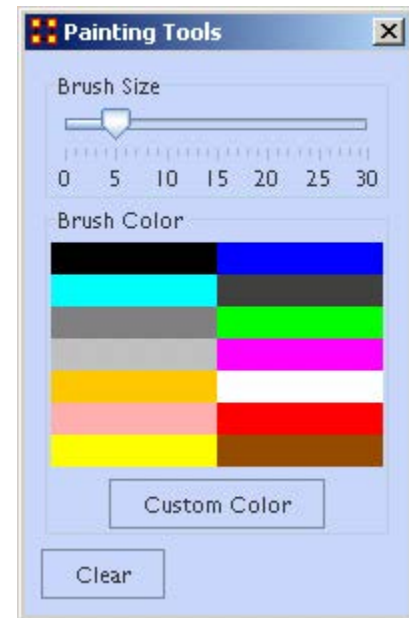 Painting Tools
Brush Size
0 5 10 15 20 25 30
Brush Color
Custom Color
Clear